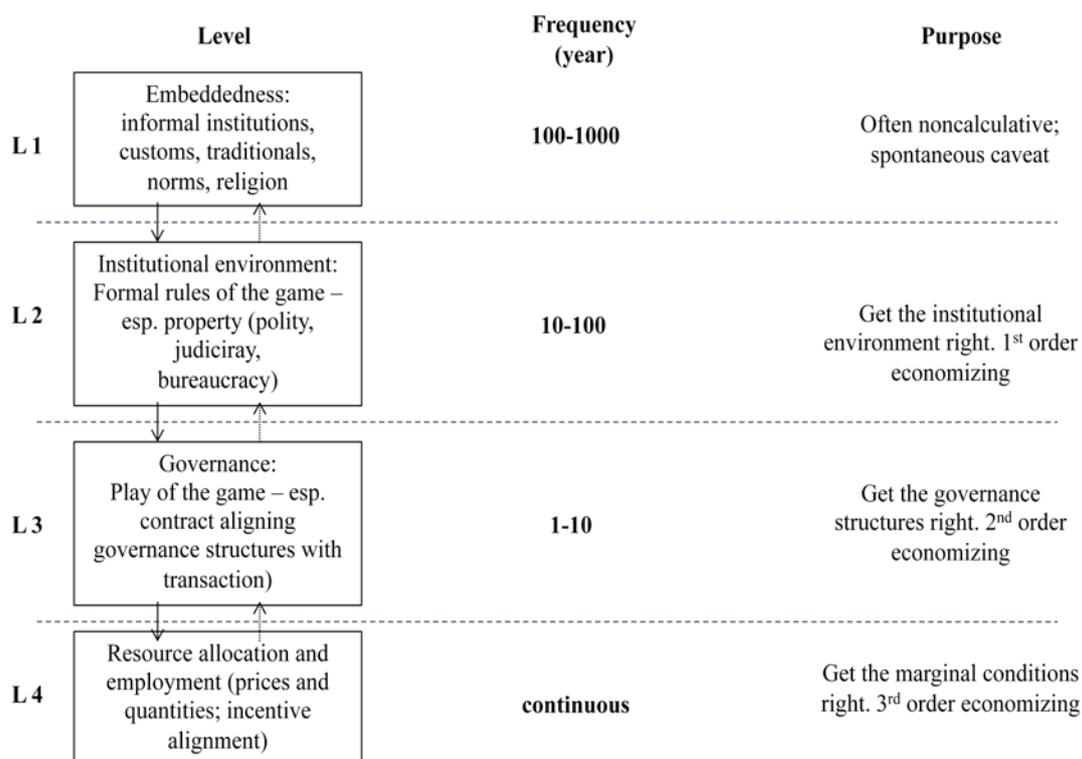 Level
Frequency
(year)
Purpose
L 1
Embeddedness:
informal institutions,
customs, traditionals,
norms, religion
100-1000
Often noncalculative;
spontaneous caveat
L 2
Institutional environment:
Formal rules of the game –
esp. property (polity,
judiciray,
bureaucracy)
10-100
Get the institutional
environment right. 1st order
economizing
L 3
Governance:
Play of the game – esp.
contract aligning
governance structures with
transaction)
1-10
Get the governance
structures right. 2nd order
economizing
L 4
Resource allocation and
employment (prices and
quantities; incentive
alignment)
continuous
Get the marginal conditions
right. 3rd order economizing